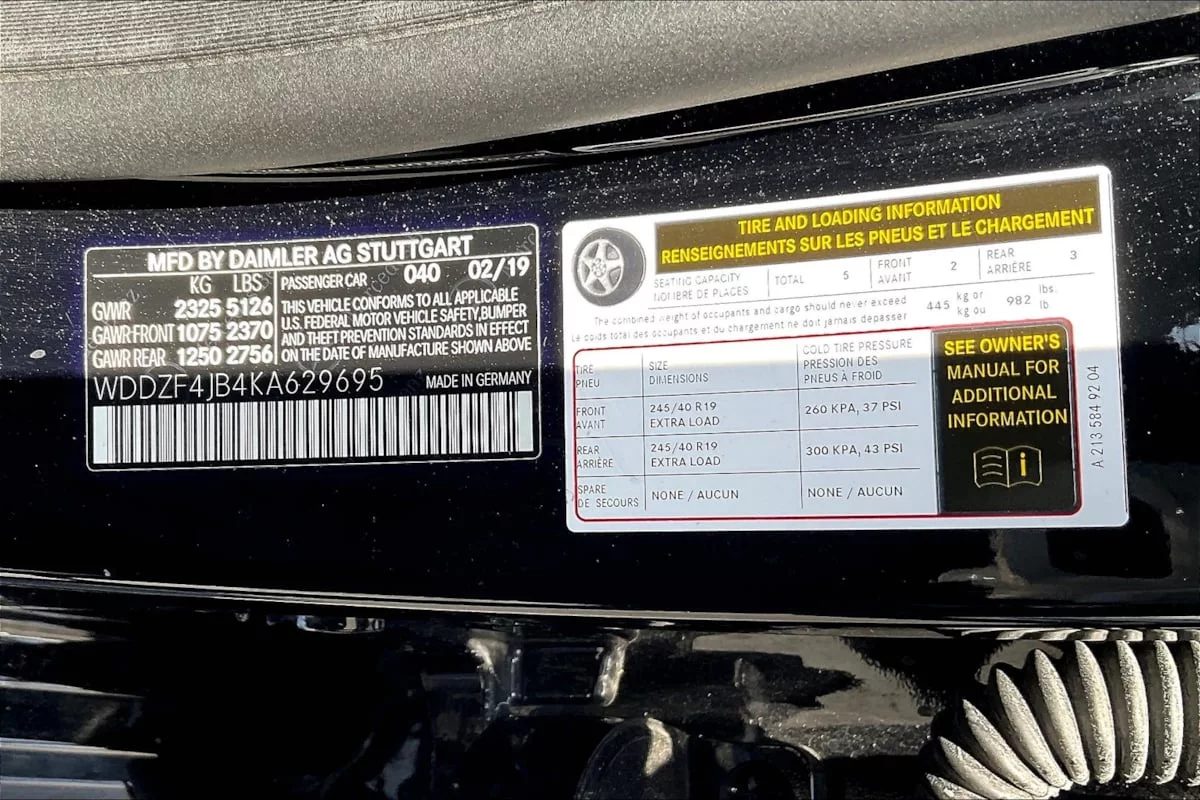 MFD BY DAIMLER AG STUTTGART
KG LBS
GVWR 2325 5126
GAWR FRONT 1075 2370
GAWR REAR 1250 2756
PASSENGER CAR 040 02/19
THIS VEHICLE CONFORMS TO ALL APPLICABLE
U.S. FEDERAL MOTOR VEHICLE SAFETY, BUMPER
AND THEFT PREVENTION STANDARDS IN EFFECT
ON THE DATE OF MANUFACTURE SHOWN ABOVE
WDDZF4JB4KA629695 MADE IN GERMANY
TIRE AND LOADING INFORMATION
RENSEIGNEMENTS SUR LES PNEUS ET LE CHARGEMENT
SEATING CAPACITY
NOMBRE DE PLACES
TOTAL 5
FRONT
AVANT
2
REAR
ARRIÈRE
3
The combined weight of occupants and cargo should never exceed
Le poids total des occupants et du chargement ne doit jamais dépasser
445 kg or
kg ou
982 lbs.
lb.
TIRE
PNEU
SIZE
DIMENSIONS
COLD TIRE PRESSURE
PRESSION DES
PNEUS À FROID
FRONT
AVANT
245/40 R19
EXTRA LOAD
260 KPA, 37 PSI
REAR
ARRIÈRE
245/40 R19
EXTRA LOAD
300 KPA, 43 PSI
SPARE
DE SECOURS
NONE / AUCUN
NONE / AUCUN
SEE OWNER'S
MANUAL FOR
ADDITIONAL
INFORMATION
A 213 584 92 04